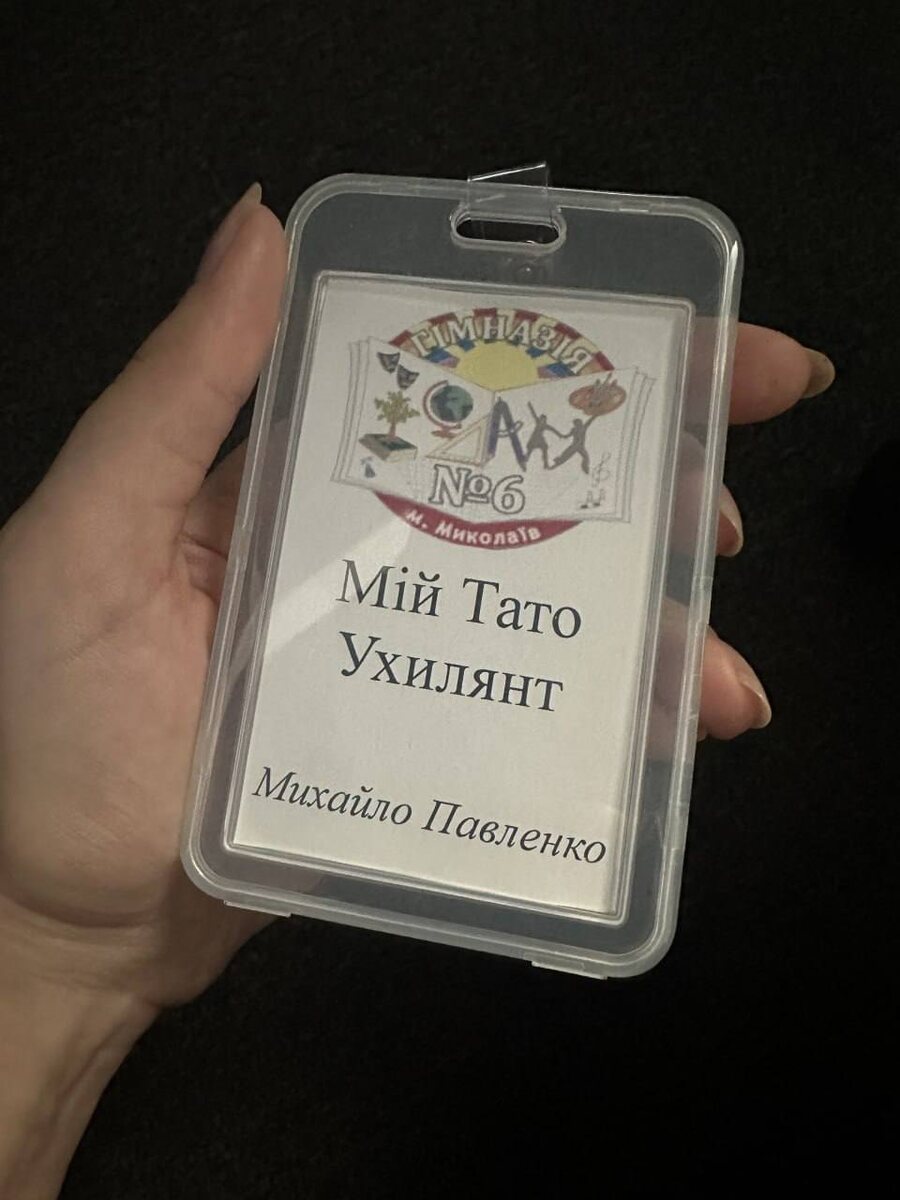 ГІМНАЗІЯ
А
№6
м. Миколаїв
Мій Тато
Ухилянт
Михайло Павленко